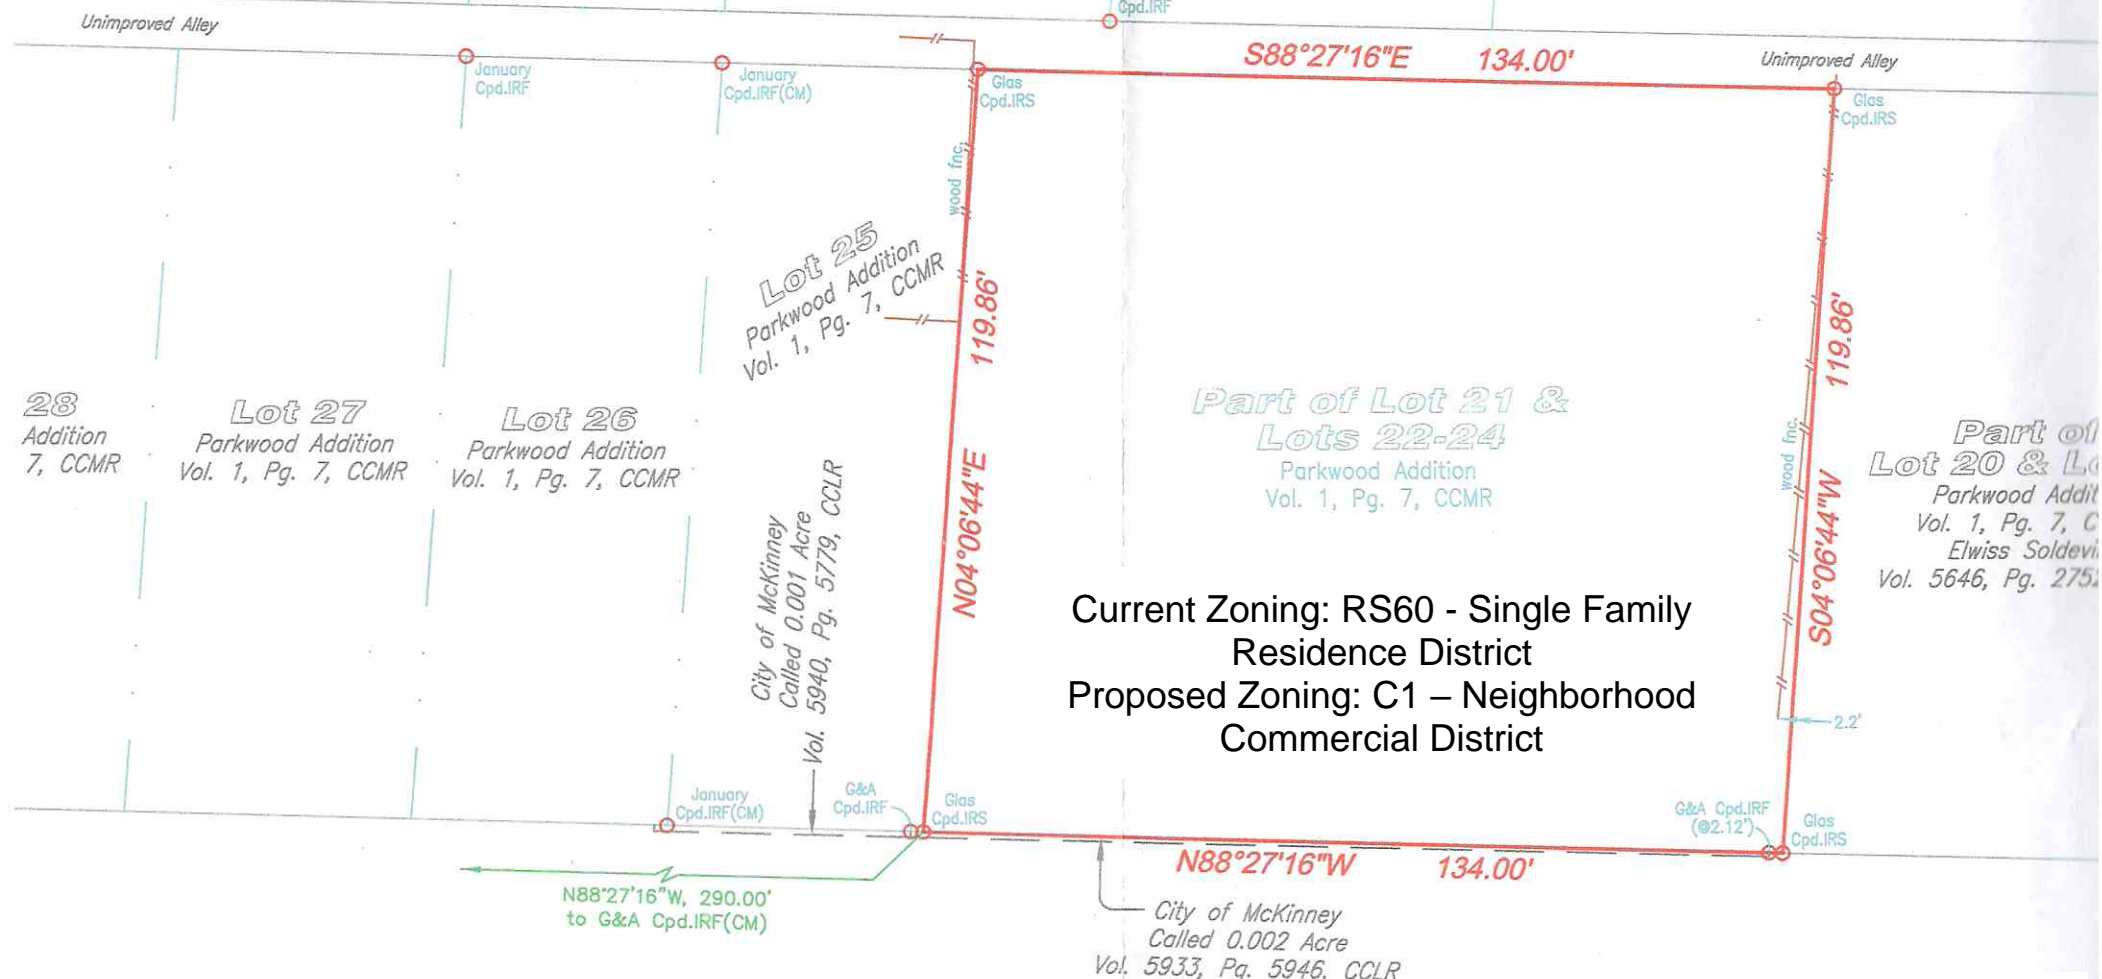 Cpd.IRF
Unimproved Alley
S88°27'16"E 134.00'
Unimproved Alley
January
Cpd.IRF
January
Cpd.IRF(CM)
Glas
Cpd.IRS
Glas
Cpd.IRS
wood fnc.
Lot 25
Parkwood Addition
Vol. 1, Pg. 7, CCMR
N04°06'44"E 119.86'
S04°06'44"W 119.86'
wood fnc.
28
Addition
7, CCMR
Lot 27
Parkwood Addition
Vol. 1, Pg. 7, CCMR
Lot 26
Parkwood Addition
Vol. 1, Pg. 7, CCMR
Part of Lot 21 &
Lots 22-24
Parkwood Addition
Vol. 1, Pg. 7, CCMR
Part of
Lot 20 &
Parkwood Addit
Vol. 1, Pg. 7, C
Elwiss Soldevi
Vol. 5646, Pg. 2752
City of McKinney
Called 0.001 Acre
Vol. 5940, Pg. 5779, CCLR
Current Zoning: RS60 - Single Family
Residence District
Proposed Zoning: C1 – Neighborhood
Commercial District
2.2'
January
Cpd.IRF(CM)
G&A
Cpd.IRF
Glas
Cpd.IRS
G&A Cpd.IRF
(@2.12')
Glas
Cpd.IRS
N88°27'16"W 134.00'
N88°27'16"W, 290.00'
to G&A Cpd.IRF(CM)
City of McKinney
Called 0.002 Acre
Vol. 5933, Pg. 5946, CCLR